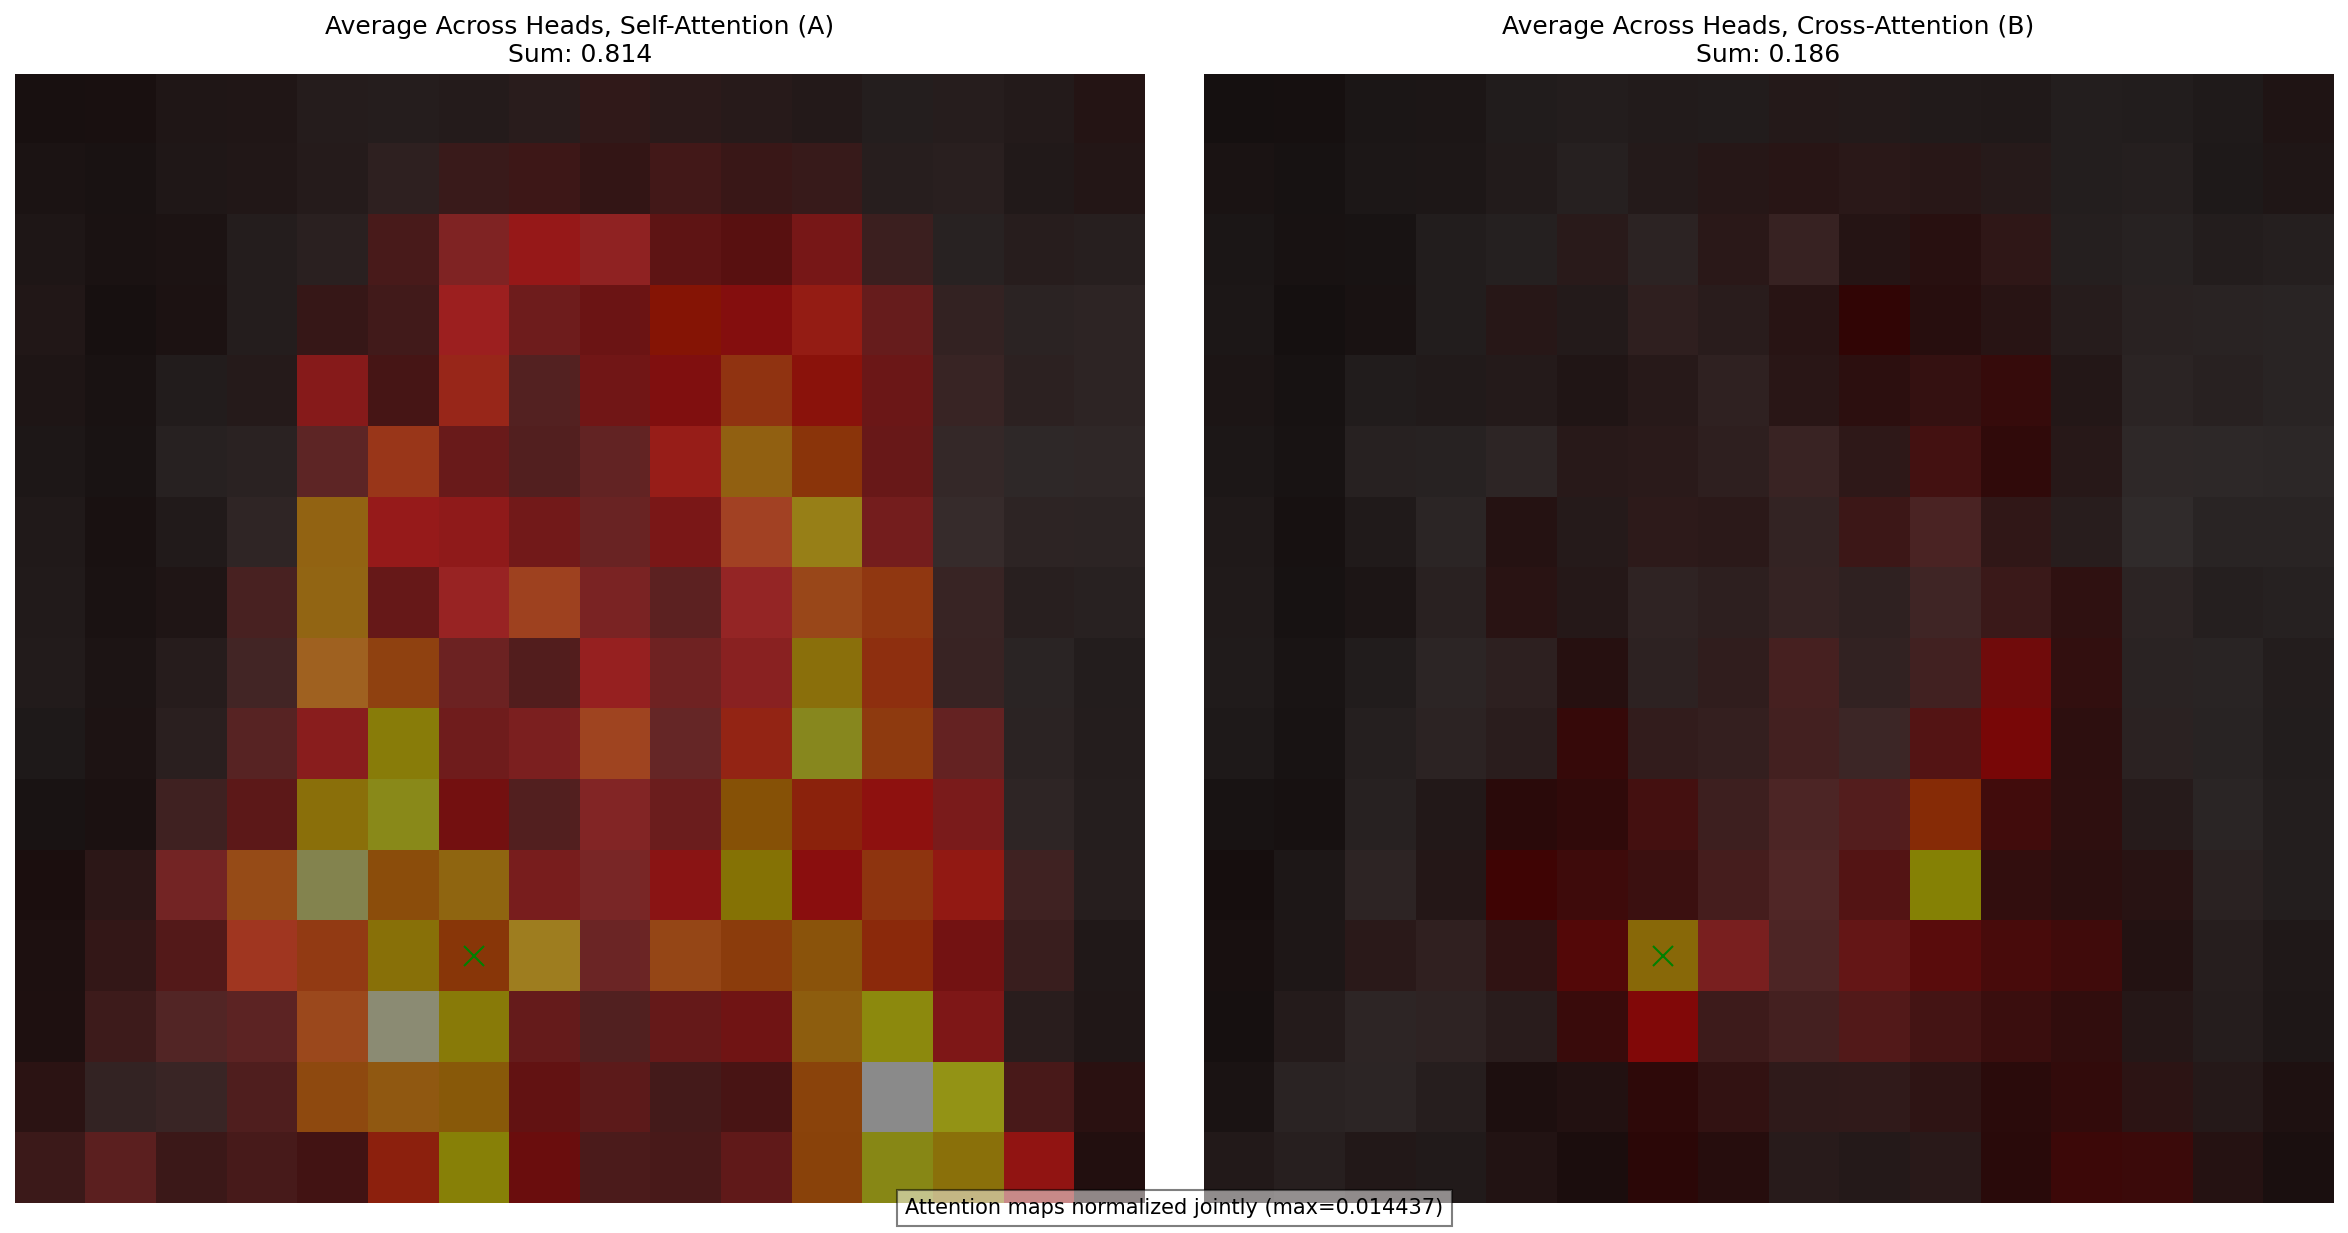 Average Across Heads, Self-Attention (A)
Sum: 0.814
Average Across Heads, Cross-Attention (B)
Sum: 0.186
Attention maps normalized jointly (max=0.014437)